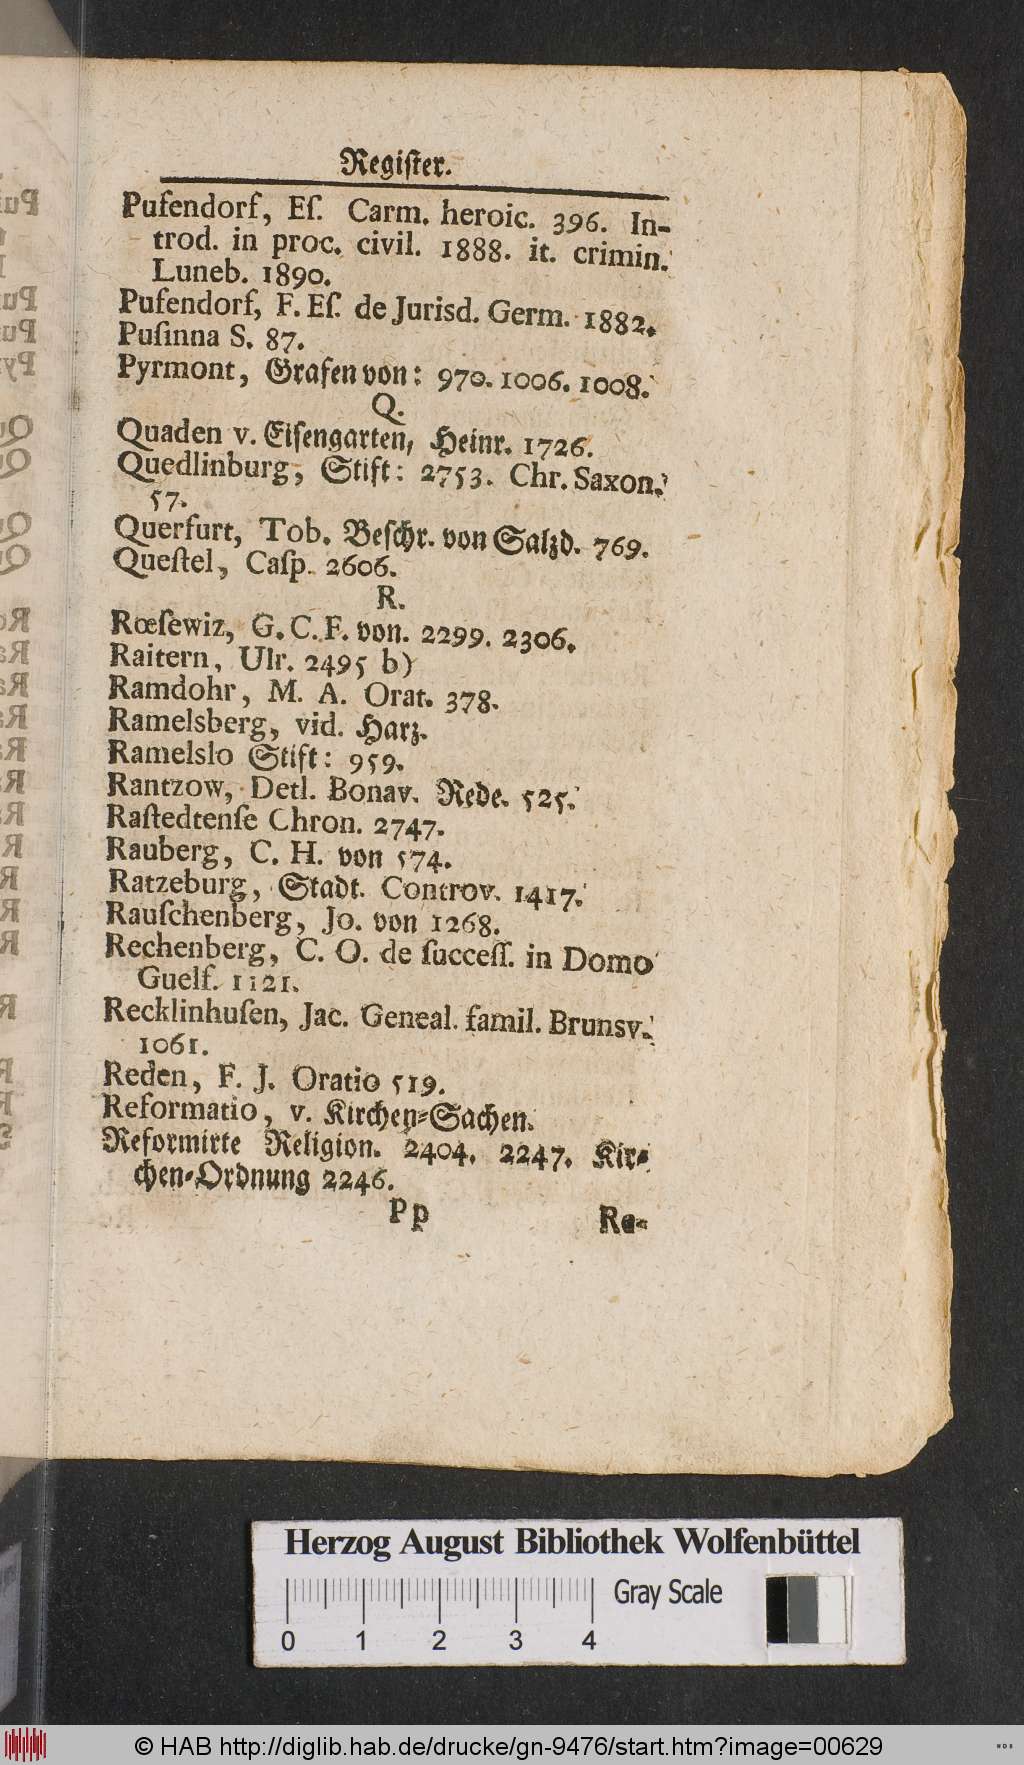 Regiſter.
Pufendorf, Eſ. Carm. heroic. 396. In-
trod. in proc. civil. 1888. it. crimin.
Luneb. 1890.
Pufendorf, F. Eſ. de Jurisd. Germ. 1882.
Puſinna S. 87.
Pyrmont, Grafen von: 970. 1006. 1008.
Q.
Quaden v. Eiſengarten, Heinr. 1726.
Quedlinburg, Stift: 2753. Chr. Saxon.
57.
Querfurt, Tob. Beſchr. von Salzd. 769.
Queſtel, Caſp. 2606.
R.
Rœſewiz, G. C. F. von. 2299. 2306.
Raitern, Ulr. 2495 b)
Ramdohr, M. A. Orat. 378.
Ramelsberg, vid. Harz.
Ramelslo Stift: 959.
Rantzow, Detl. Bonav. Rede. 525.
Raſtedtenſe Chron. 2747.
Rauberg, C. H. von 574.
Ratzeburg, Stadt. Controv. 1417.
Rauſchenberg, Jo. von 1268.
Rechenberg, C. O. de ſucceſſ. in Domo
Guelf. 1121.
Recklinhuſen, Jac. Geneal. famil. Brunsv.
1061.
Reden, F. J. Oratio 519.
Reformatio, v. Kirchen-Sachen.
Reformirte Religion. 2404. 2247. Kir-
chen-Ordnung 2246.
Pp Re-
Herzog August Bibliothek Wolfenbüttel
Gray Scale
0 1 2 3 4
© HAB http://diglib.hab.de/drucke/gn-9476/start.htm?image=00629